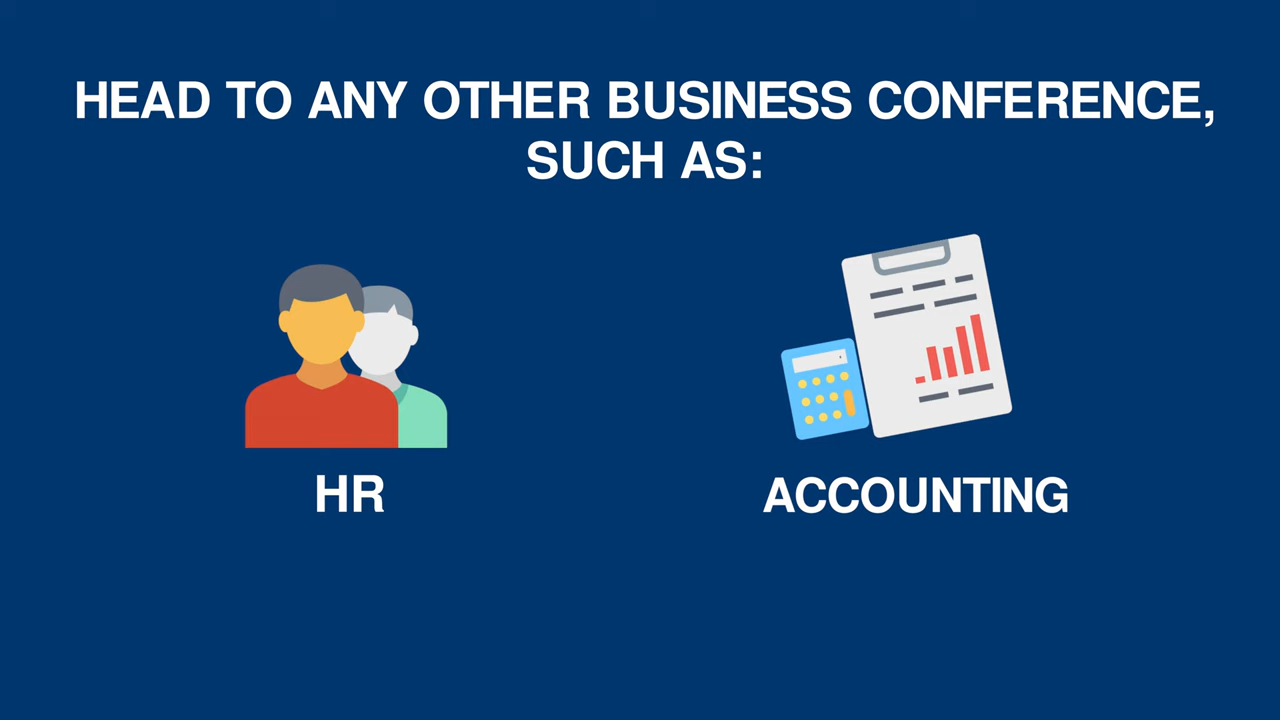 HEAD TO ANY OTHER BUSINESS CONFERENCE,
SUCH AS:
HR
ACCOUNTING